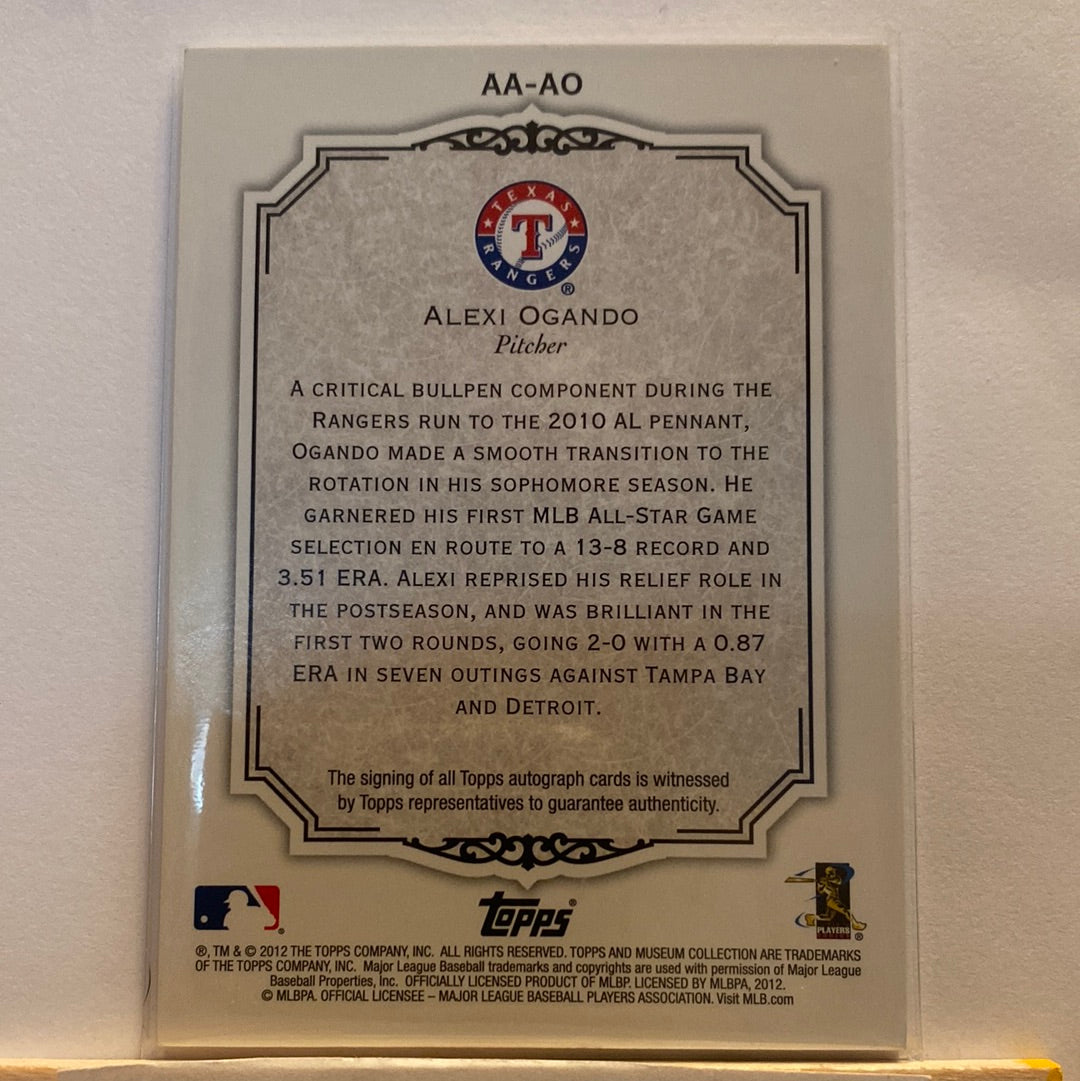 AA-AO
TEXAS
RANGERS
®
ALEXI OGANDO
Pitcher
A CRITICAL BULLPEN COMPONENT DURING THE
RANGERS RUN TO THE 2010 AL PENNANT,
OGANDO MADE A SMOOTH TRANSITION TO THE
ROTATION IN HIS SOPHOMORE SEASON. HE
GARNERED HIS FIRST MLB ALL-STAR GAME
SELECTION EN ROUTE TO A 13-8 RECORD AND
3.51 ERA. ALEXI REPRISED HIS RELIEF ROLE IN
THE POSTSEASON, AND WAS BRILLIANT IN THE
FIRST TWO ROUNDS, GOING 2-0 WITH A 0.87
ERA IN SEVEN OUTINGS AGAINST TAMPA BAY
AND DETROIT.
The signing of all Topps autograph cards is witnessed
by Topps representatives to guarantee authenticity.
topps®
PLAYERS
®, TM & © 2012 THE TOPPS COMPANY, INC. ALL RIGHTS RESERVED. TOPPS AND MUSEUM COLLECTION ARE TRADEMARKS
OF THE TOPPS COMPANY, INC. Major League Baseball trademarks and copyrights are used with permission of Major League
Baseball Properties, Inc. OFFICIALLY LICENSED PRODUCT OF MLBP. LICENSED BY MLBPA, 2012.
© MLBPA. OFFICIAL LICENSEE – MAJOR LEAGUE BASEBALL PLAYERS ASSOCIATION. Visit MLB.com